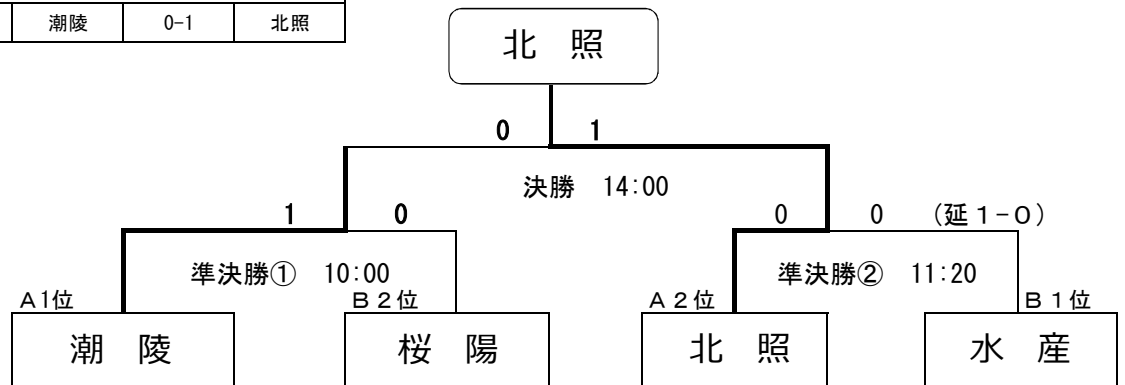 潮陵 0-1 北照
北 照
0 1
決勝 14:00
1 0 0 0 (延1-0)
準決勝① 10:00 準決勝② 11:20
A1位 B2位 A2位 B1位
潮 陵 桜 陽 北 照 水 産